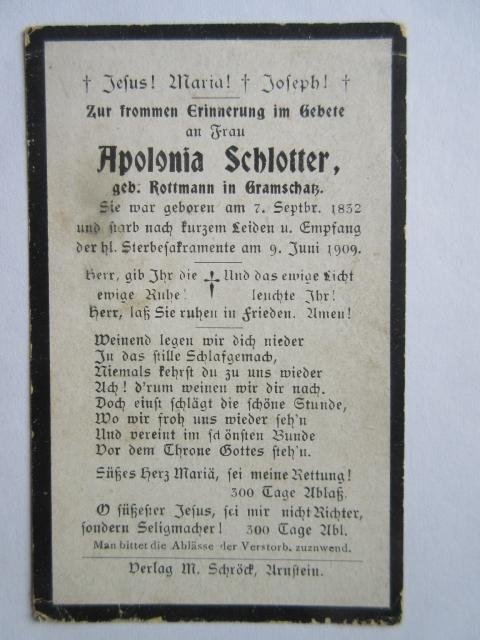 † Jesus! Maria! † Joseph! †
Zur frommen Erinnerung im Gebete
an Frau
Apolonia Schlotter,
geb. Rottmann in Gramschatz.
Sie war geboren am 7. Septbr. 1832
und starb nach kurzem Leiden u. Empfang
der hl. Sterbesakramente am 9. Juni 1909.
Herr, gib Ihr die † Und das ewige Licht
ewige Ruhe! leuchte Ihr!
Herr, laß Sie ruhen in Frieden. Amen!
Weinend legen wir dich nieder
In das stille Schlafgemach,
Niemals kehrst du zu uns wieder
Ach! d'rum weinen wir dir nach.
Doch einst schlägt die schöne Stunde,
Wo wir froh uns wieder seh'n
Und vereint im schönsten Bunde
Vor dem Throne Gottes steh'n.
Süßes Herz Mariä, sei meine Rettung!
300 Tage Ablaß.
O süßester Jesus, sei mir nicht Richter,
sondern Seligmacher! 300 Tage Abl.
Man bittet die Ablässe der Verstorb. zuzuwend.
Verlag M. Schröck, Arnstein.